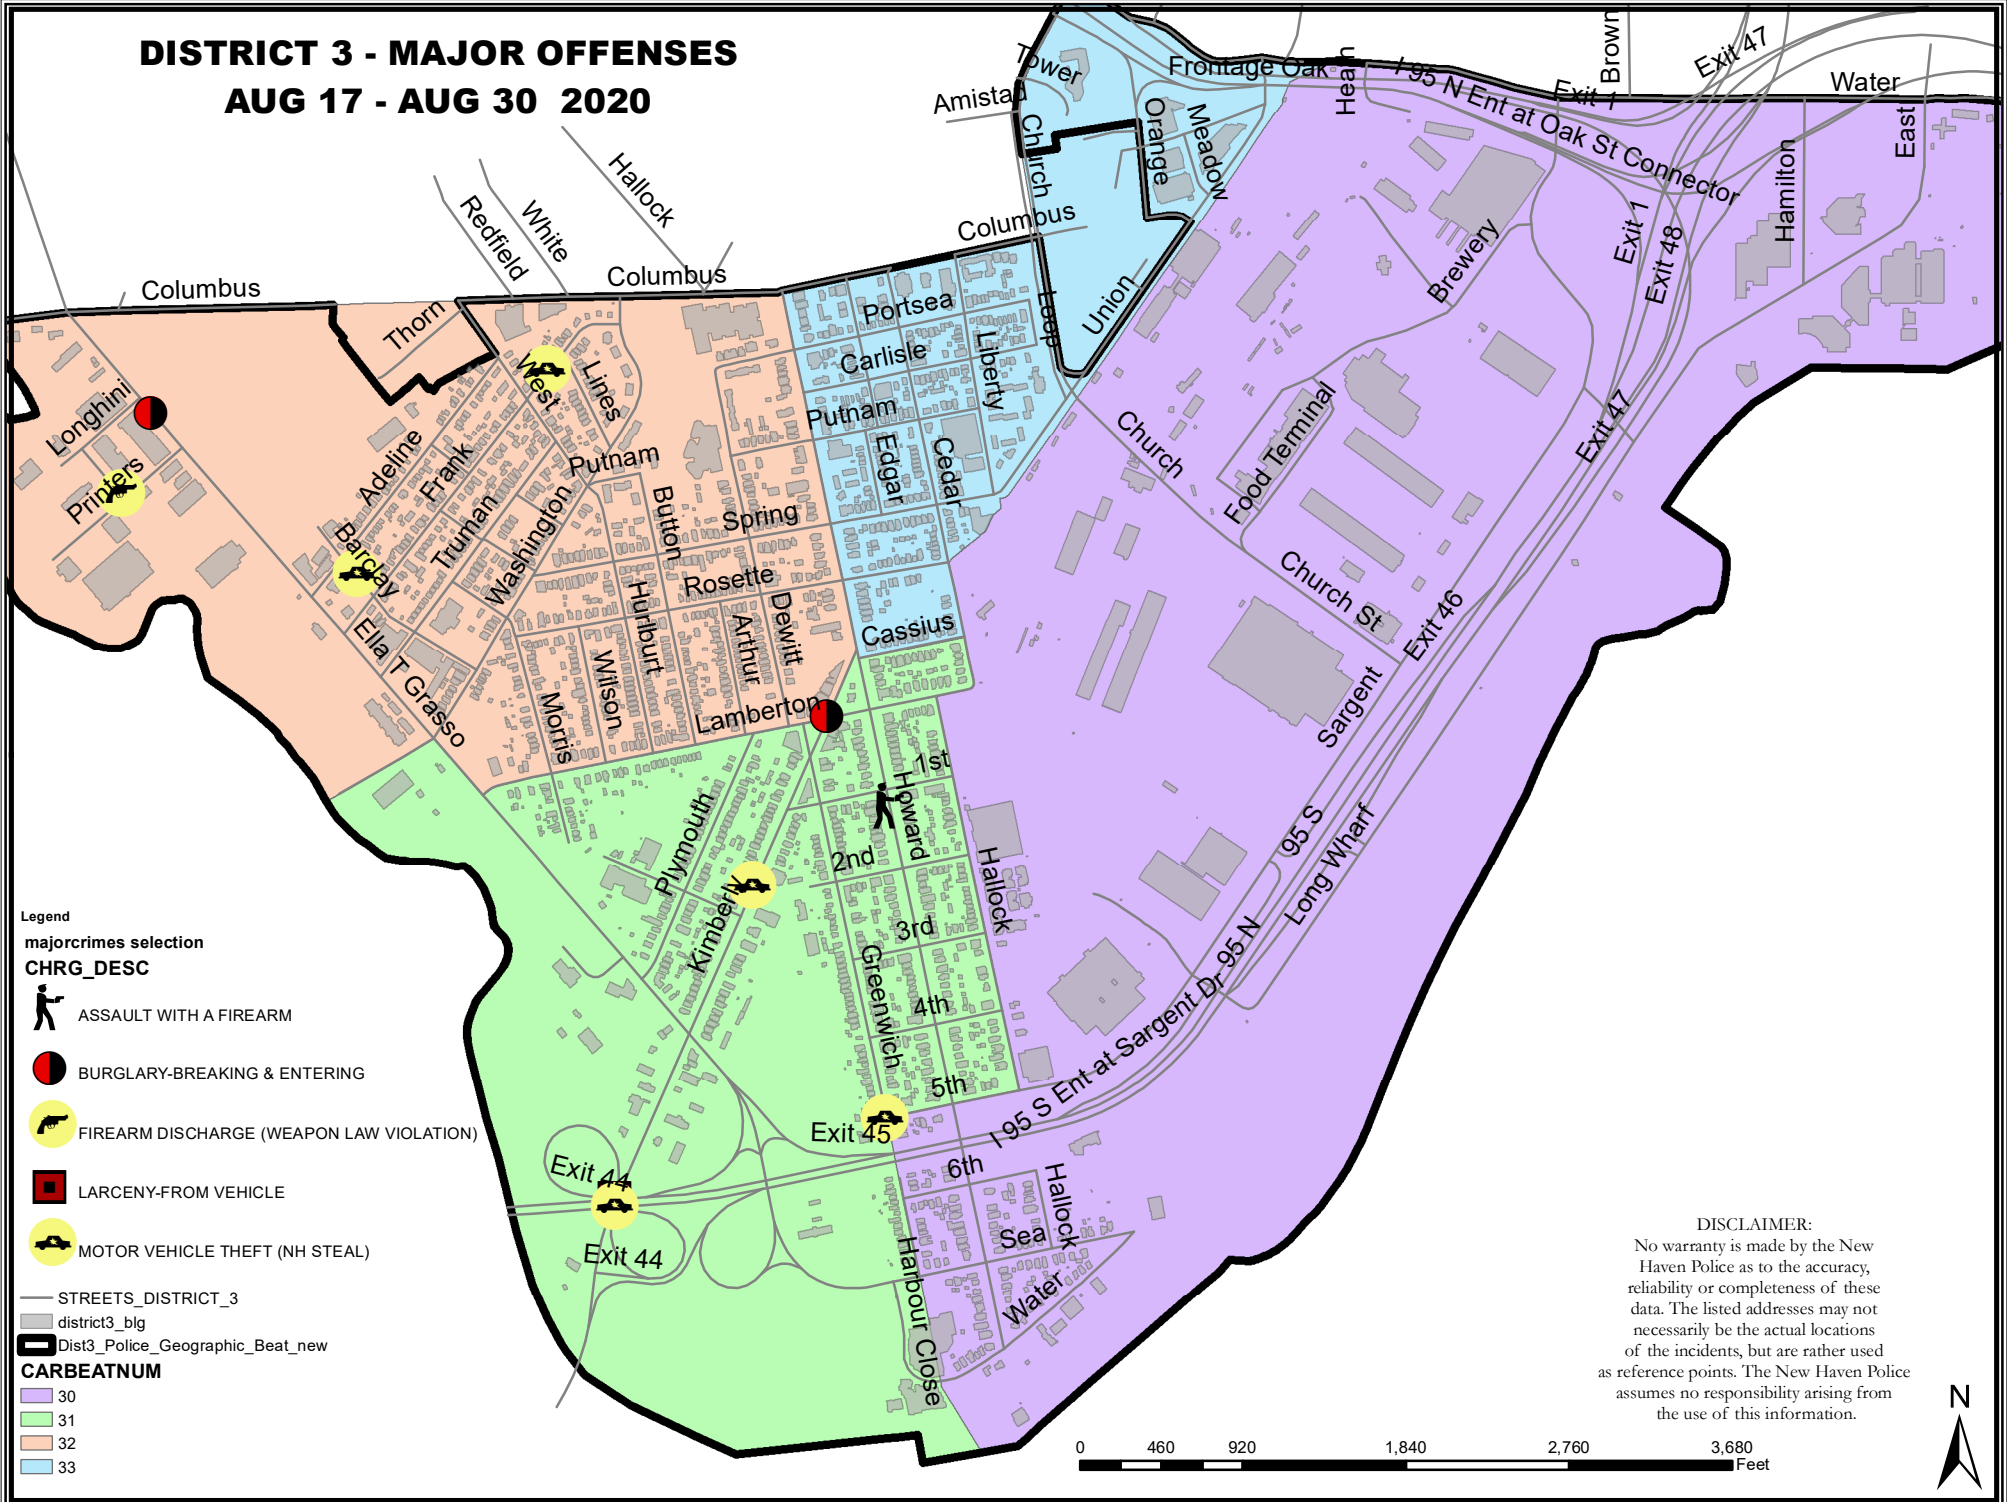 DISTRICT 3 - MAJOR OFFENSES
AUG 17 - AUG 30 2020
Tower
Amistad
Church
Frontage Oak
Heath
I 95 N Ent at Oak St Connector
Exit 1
Brown
Exit 47
Water
East
Hamilton
Orange
Meadow
Hallock
White
Redfield
Columbus
Columbus
Columbus
Thorn
Loop
Union
Brewery
Exit 1
Exit 48
Portsea
Carlisle
Liberty
Putnam
Edgar
Cedar
Longhini
Printers
West
Lines
Adeline
Frank
Truman
Washington
Barclay
Putnam
Button
Spring
Rosette
Hurlburt
Arthur
Dewitt
Cassius
Church
Food Terminal
Exit 47
Church St
Exit 46
Sargent
Ella T Grasso
Morris
Wilson
Lamberton
1st
Howard
2nd
Hallock
Plymouth
Kimberly
3rd
Greenwich
4th
5th
95 S
Long Wharf
95 N
I 95 S Ent at Sargent Dr
Exit 45
Exit 44
Exit 44
6th
Hallock
Sea
Water
Harbour Close
Legend
majorcrimes selection
CHRG_DESC
ASSAULT WITH A FIREARM
BURGLARY-BREAKING & ENTERING
FIREARM DISCHARGE (WEAPON LAW VIOLATION)
LARCENY-FROM VEHICLE
MOTOR VEHICLE THEFT (NH STEAL)
STREETS_DISTRICT_3
district3_blg
Dist3_Police_Geographic_Beat_new
CARBEATNUM
30
31
32
33
DISCLAIMER:
No warranty is made by the New
Haven Police as to the accuracy,
reliability or completeness of these
data. The listed addresses may not
necessarily be the actual locations
of the incidents, but are rather used
as reference points. The New Haven Police
assumes no responsibility arising from
the use of this information.
N
0 460 920 1,840 2,760 3,680
Feet